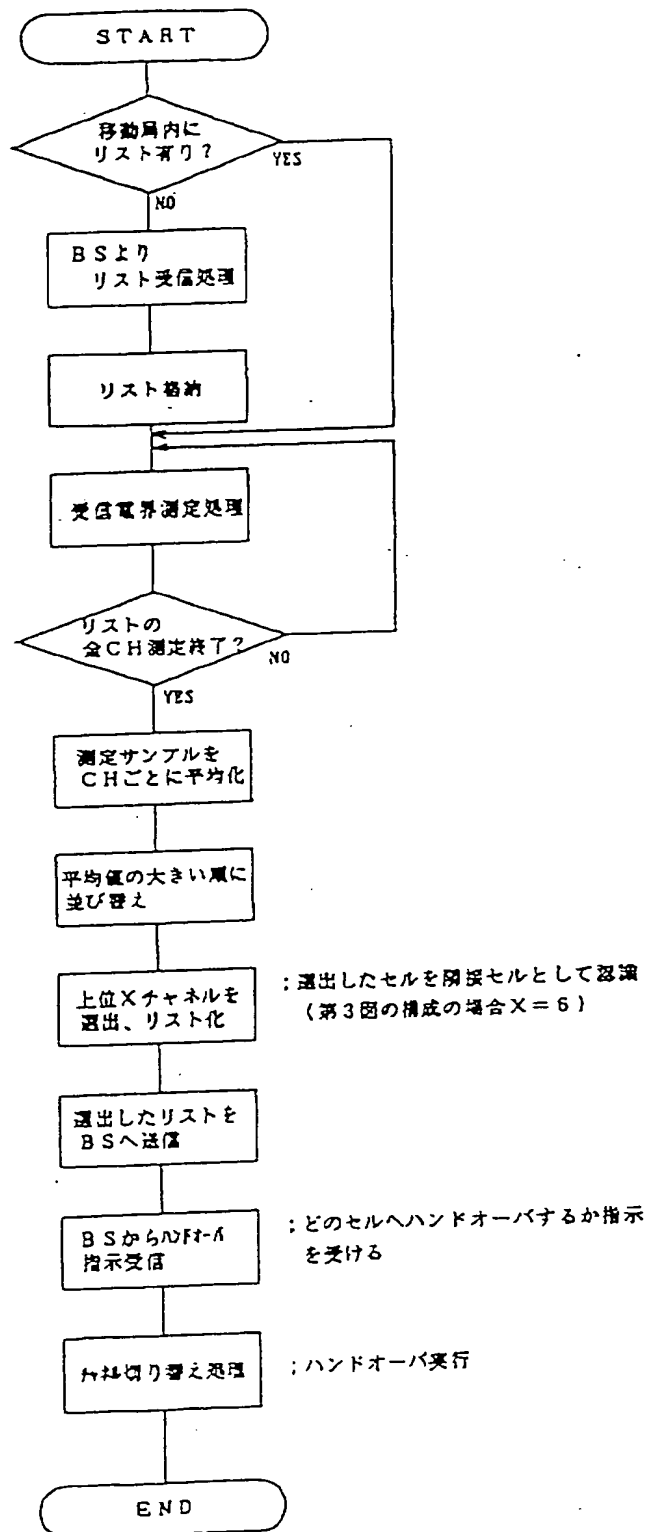 START
移動局内に
リスト有り?
YES
NO
BSより
リスト受信処理
リスト格納
受信電界測定処理
リストの
全CH測定終了?
NO
YES
測定サンプルを
CHごとに平均化
平均値の大きい順に
並び替え
上位Xチャネルを
選出、リスト化
;選出したセルを隣接セルとして認識
(第3図の構成の場合X=6)
選出したリストを
BSへ送信
BSからハンドオーバ
指示受信
;どのセルへハンドオーバするか指示
を受ける
チャネル切り替え処理
;ハンドオーバ実行
END